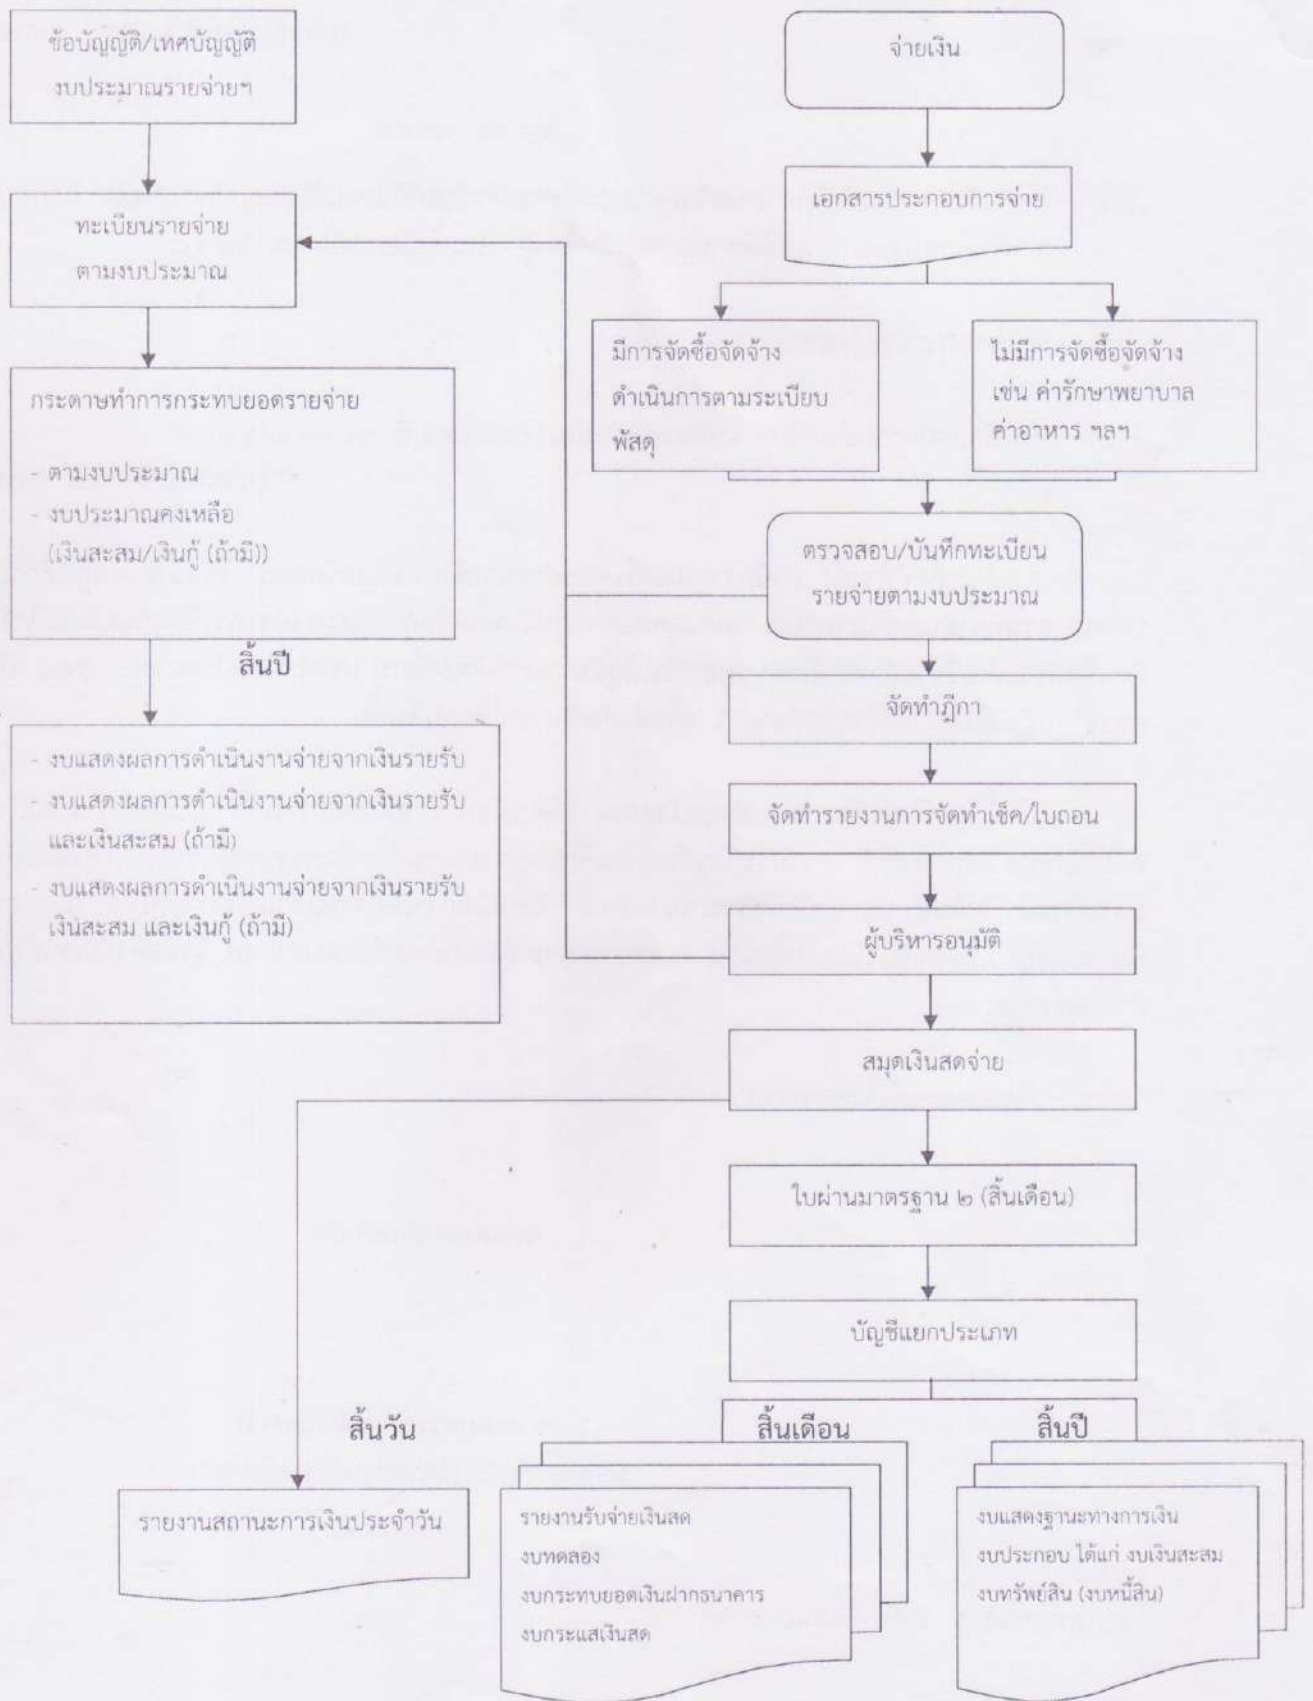 ข้อบัญญัติ/เทศบัญญัติ
งบประมาณรายจ่ายฯ
ทะเบียนรายจ่าย
ตามงบประมาณ
กระดาษทำการกระทบยอดรายจ่าย
ตามงบประมาณ
- งบประมาณคงเหลือ
(เงินสะสม/เงินกู้ (ถ้ามี))
สิ้นปี
- งบแสดงผลการดำเนินงานจ่ายจากเงินรายรับ
- งบแสดงผลการดำเนินงานจ่ายจากเงินรายรับ
และเงินสะสม (ถ้ามี)
- งบแสดงผลการดำเนินงานจ่ายจากเงินรายรับ
เงินสะสม และเงินกู้ (ถ้ามี)
จ่ายเงิน
เอกสารประกอบการจ่าย
มีการจัดซื้อจัดจ้าง
ดำเนินการตามระเบียบ
พัสดุ
ไม่มีการจัดซื้อจัดจ้าง
เช่น ค่ารักษาพยาบาล
ค่าอาหาร ฯลฯ
ตรวจสอบ/บันทึกทะเบียน
รายจ่ายตามงบประมาณ
จัดทำฎีกา
จัดทำรายงานการจัดทำเช็ค/ใบถอน
ผู้บริหารอนุมัติ
สมุดเงินสดจ่าย
ใบผ่านมาตรฐาน ๒ (สิ้นเดือน)
บัญชีแยกประเภท
สิ้นวัน
รายงานสถานะการเงินประจำวัน
สิ้นเดือน
รายงานรับจ่ายเงินสด
งบทดลอง
งบกระทบยอดเงินฝากธนาคาร
งบกระแสเงินสด
สิ้นปี
งบแสดงฐานะทางการเงิน
งบประกอบ ได้แก่ งบเงินสะสม
งบทรัพย์สิน (งบหนี้สิน)